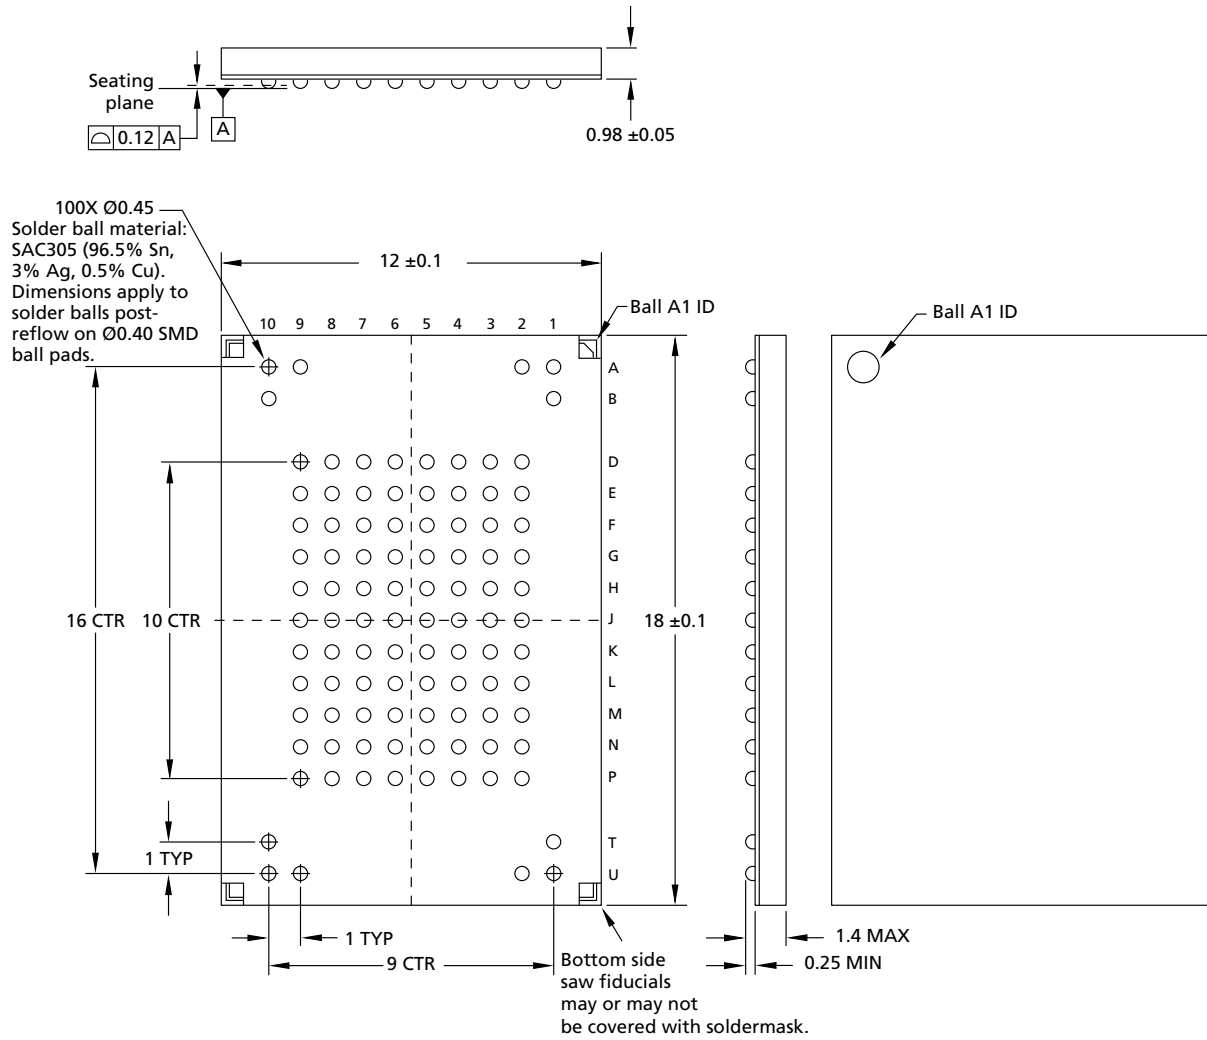 Seating
plane
0.12 A
A
0.98 ±0.05
100X Ø0.45
Solder ball material:
SAC305 (96.5% Sn,
3% Ag, 0.5% Cu).
Dimensions apply to
solder balls post-
reflow on Ø0.40 SMD
ball pads.
12 ±0.1
Ball A1 ID
Ball A1 ID
10 9 8 7 6 5 4 3 2 1
A
B
D
E
F
G
H
J
K
L
M
N
P
T
U
16 CTR
10 CTR
18 ±0.1
1 TYP
1 TYP
9 CTR
Bottom side
saw fiducials
may or may not
be covered with soldermask.
1.4 MAX
0.25 MIN